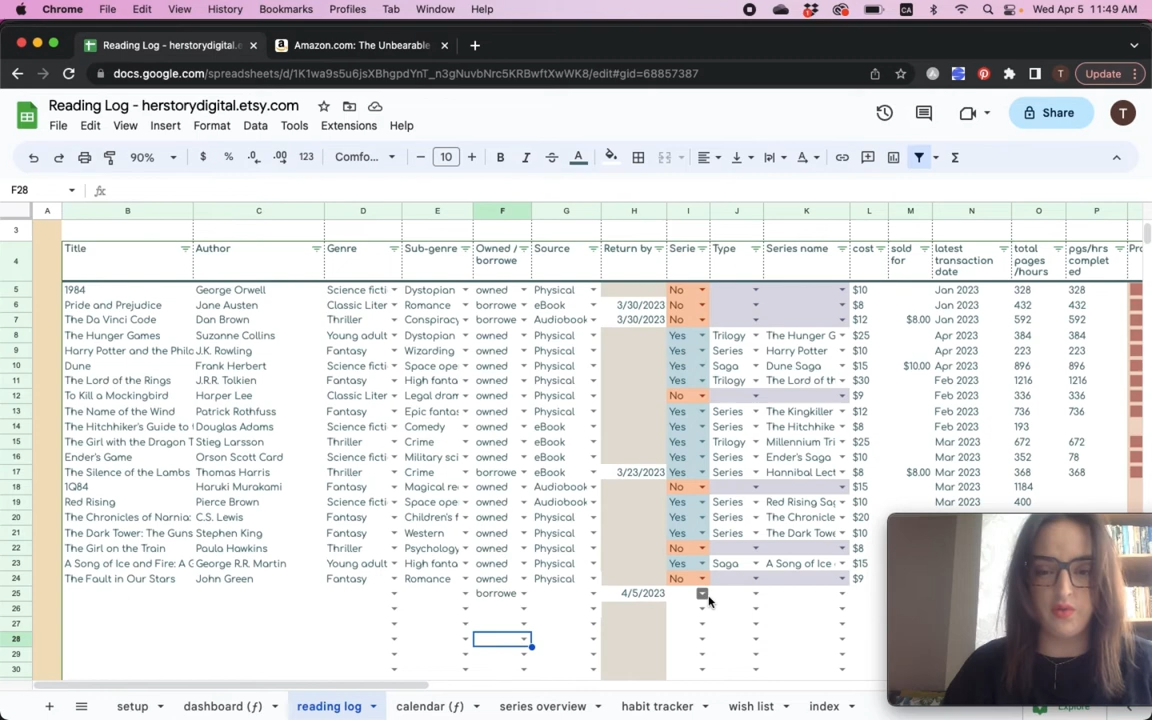 Chrome File Edit View History Bookmarks Profiles Tab Window Help Wed Apr 5 11:49 AM
Reading Log - herstorydigital.e Amazon.com: The Unbearable
docs.google.com/spreadsheets/d/1K1wa9s5u6jsXBhgpdYnT_n3gNuvbNrc5KRBwftXwWK8/edit#gid=68857387 T Update
Reading Log - herstorydigital.etsy.com
File Edit View Insert Format Data Tools Extensions Help Share T
90% $ % .0 .00 123 Comfo... 10 B I A
F28 fx
A B C D E F G H I J K L M N O P
3
4 Title Author Genre Sub-genre Owned / borrowe Source Return by Serie Type Series name cost sold for latest transaction date total pages /hours pgs/hrs complet ed Pro
5 1984 George Orwell Science ficti Dystopian owned Physical No $10 Jan 2023 328 328
6 Pride and Prejudice Jane Austen Classic Liter Romance borrowe eBook 3/30/2023 No $8 Jan 2023 432 432
7 The Da Vinci Code Dan Brown Thriller Conspirac borrowe Audiobook 3/30/2023 No $12 $8.00 Jan 2023 592 592
8 The Hunger Games Suzanne Collins Young adult Dystopian owned Physical Yes Trilogy The Hunger G $25 Apr 2023 384 384
9 Harry Potter and the Philo J.K. Rowling Fantasy Wizarding owned Physical Yes Series Harry Potter $10 Apr 2023 223 223
10 Dune Frank Herbert Fantasy Space ope owned Physical Yes Saga Dune Saga $15 $10.00 Apr 2023 896 896
11 The Lord of the Rings J.R.R. Tolkien Fantasy High fanta owned Physical Yes Trilogy The Lord of th $30 Feb 2023 1216 1216
12 To Kill a Mockingbird Harper Lee Classic Liter Legal dram owned Physical No $9 Feb 2023 336 336
13 The Name of the Wind Patrick Rothfuss Fantasy Epic fantas owned Physical Yes Series The Kingkiller $12 Feb 2023 736 736
14 The Hitchhiker's Guide to Douglas Adams Fantasy Comedy owned eBook Yes Series The Hitchhike $8 Feb 2023 193
15 The Girl with the Dragon T Stieg Larsson Thriller Crime owned eBook Yes Trilogy Millennium Tri $25 Mar 2023 672 672
16 Ender's Game Orson Scott Card Fantasy Military sci owned eBook Yes Series Ender's Saga $10 Mar 2023 352 78
17 The Silence of the Lambs Thomas Harris Fantasy Crime borrowe eBook 3/23/2023 Yes Series Hannibal Lect $8 $8.00 Mar 2023 368 368
18 1Q84 Haruki Murakami Fantasy Magical re owned Audiobook No $15 Mar 2023 1184
19 Red Rising Pierce Brown Science ficti Space ope owned Audiobook Yes Series Red Rising Sag $10 Mar 2023 400
20 The Chronicles of Narnia: C.S. Lewis Fantasy Children's f owned Physical Yes Series The Chronicle $20
21 The Dark Tower: The Guns Stephen King Fantasy Western owned Physical Yes Series The Dark Towe $10
22 The Girl on the Train Paula Hawkins Thriller Psychology owned Physical No $8
23 A Song of Ice and Fire: A G George R.R. Martin Young adult High fanta owned Physical Yes Saga A Song of Ice $15
24 The Fault in Our Stars John Green Fantasy Romance owned Physical No $9
25 borrowe 4/5/2023
26
27
28
29
30
setup dashboard (ƒ) reading log calendar (ƒ) series overview habit tracker wish list index Explore